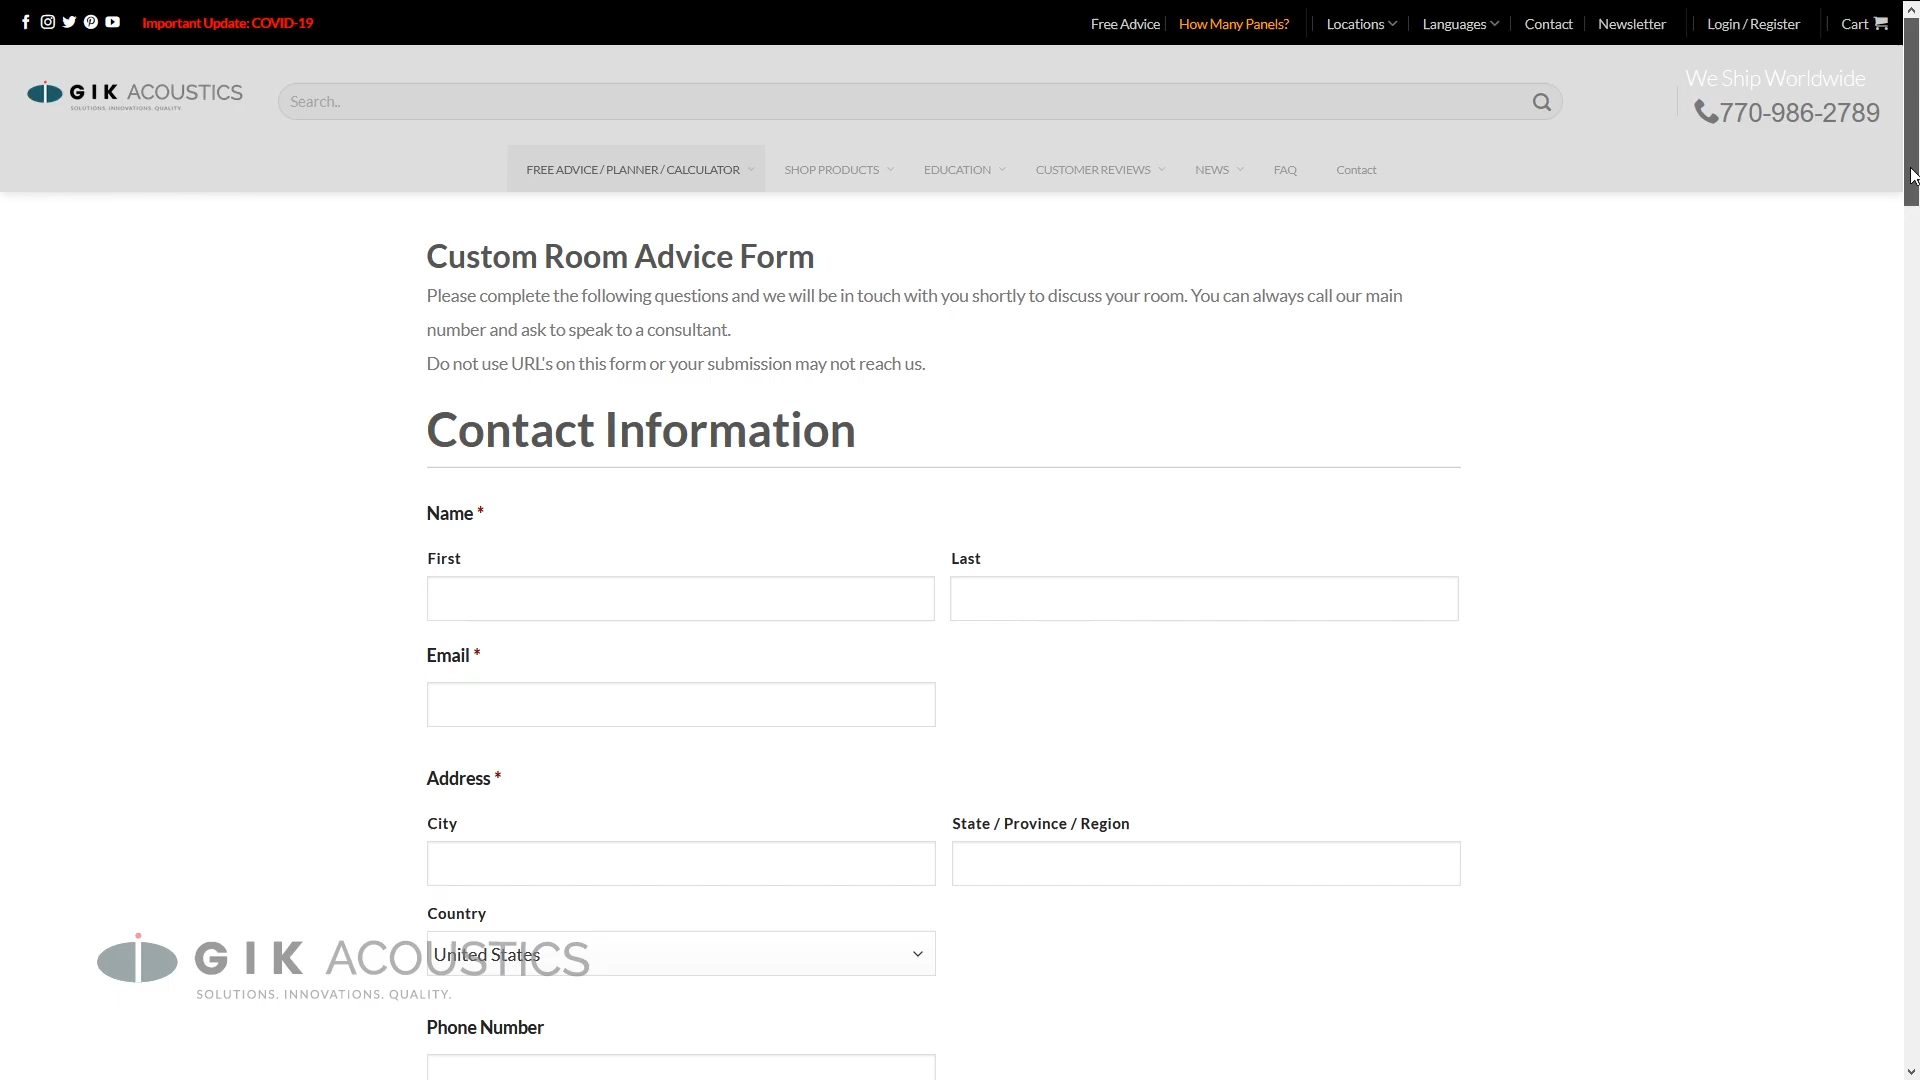 Important Update: COVID-19
Free Advice
How Many Panels?
Locations
Languages
Contact
Newsletter
Login / Register
Cart
GIK ACOUSTICS
SOLUTIONS. INNOVATIONS. QUALITY.
Search..
We Ship Worldwide
770-986-2789
FREE ADVICE / PLANNER / CALCULATOR
SHOP PRODUCTS
EDUCATION
CUSTOMER REVIEWS
NEWS
FAQ
Contact
Custom Room Advice Form
Please complete the following questions and we will be in touch with you shortly to discuss your room. You can always call our main
number and ask to speak to a consultant.
Do not use URL's on this form or your submission may not reach us.
Contact Information
Name *
First
Last
Email *
Address *
City
State / Province / Region
Country
United States
GIK ACOUSTICS
SOLUTIONS. INNOVATIONS. QUALITY.
Phone Number